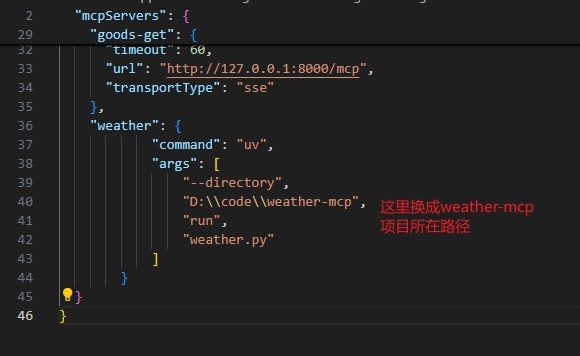 2 "mcpServers": {
29 "goods-get": {
32 "timeout": 60,
33 "url": "http://127.0.0.1:8000/mcp",
34 "transportType": "sse"
35 },
36 "weather": {
37 "command": "uv",
38 "args": [
39 "--directory",
40 "D:\\code\\weather-mcp",
41 "run",
42 "weather.py"
43 ]
44 }
45 }
46 }
这里换成weather-mcp
项目所在路径